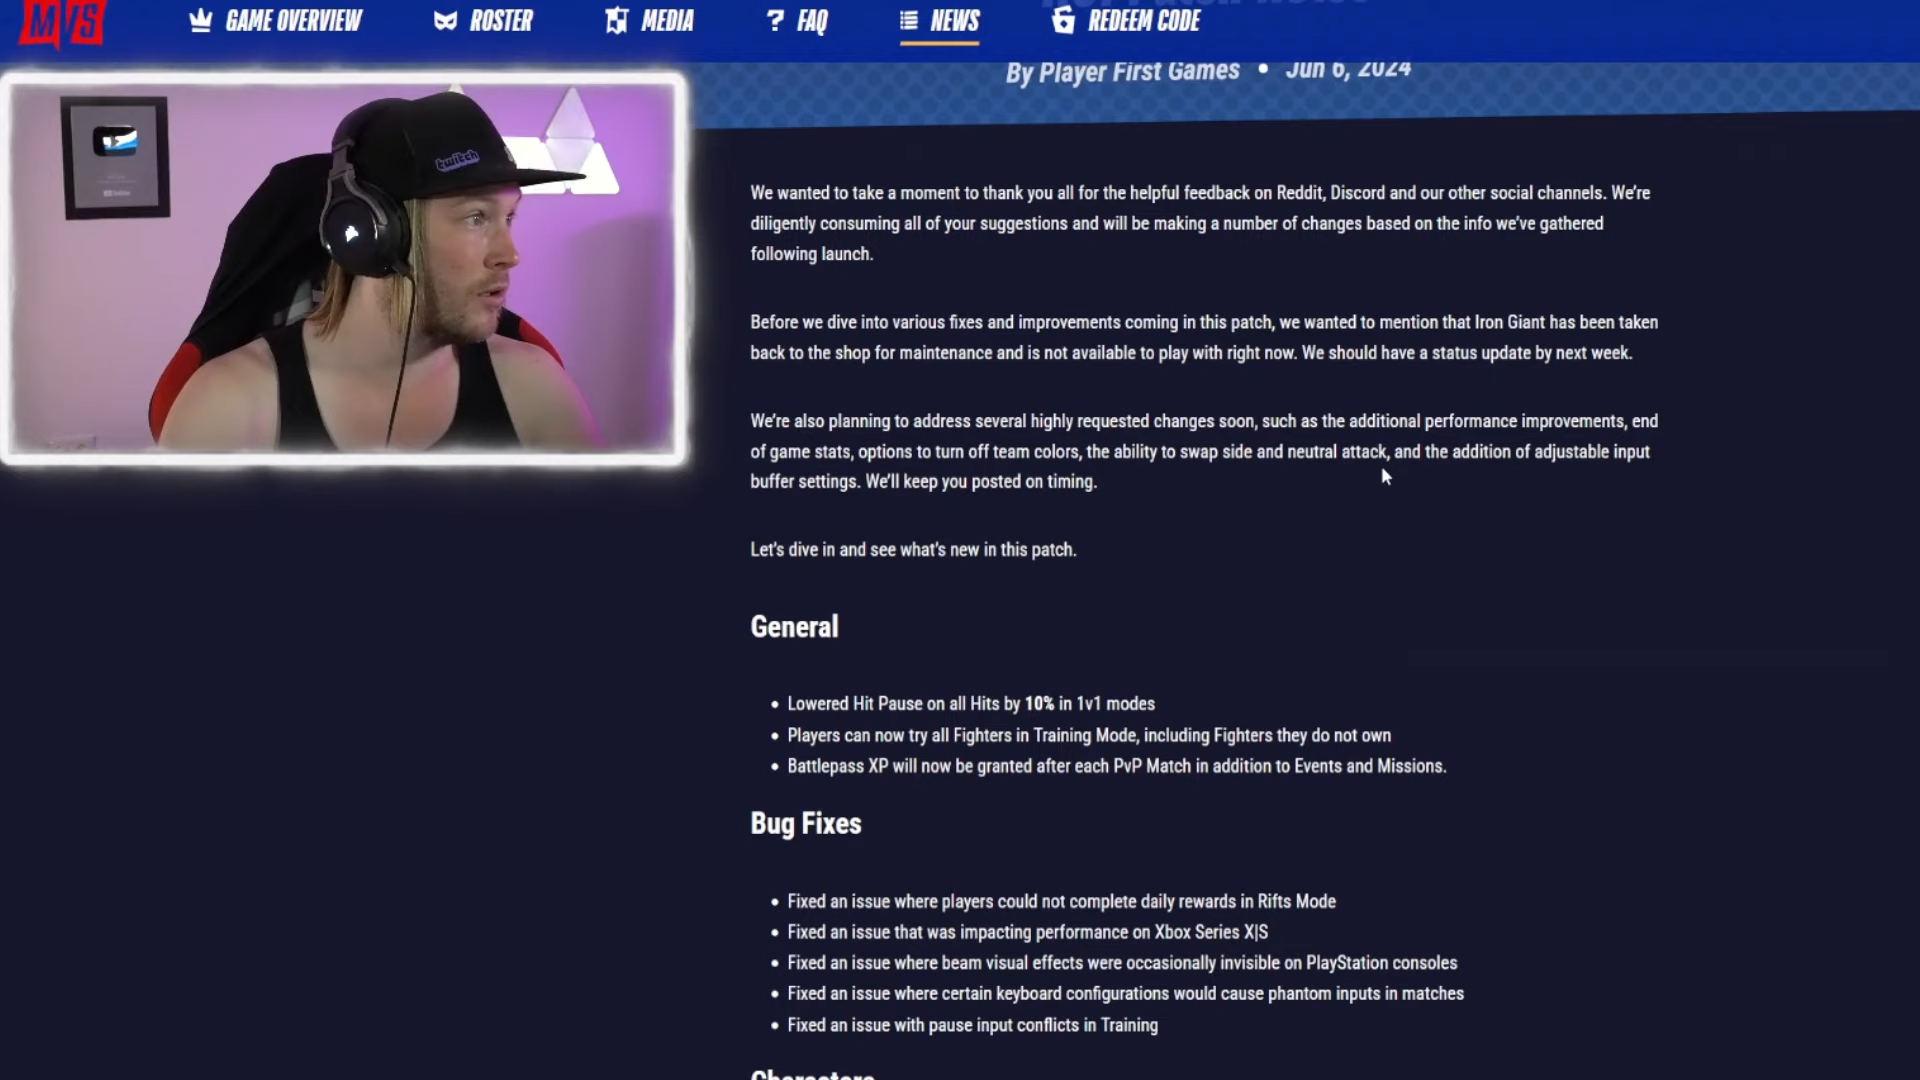 MVS
GAME OVERVIEW
ROSTER
MEDIA
? FAQ
NEWS
REDEEM CODE
By Player First Games • Jun 6, 2024
twitch
We wanted to take a moment to thank you all for the helpful feedback on Reddit, Discord and our other social channels. We're
diligently consuming all of your suggestions and will be making a number of changes based on the info we've gathered
following launch.
Before we dive into various fixes and improvements coming in this patch, we wanted to mention that Iron Giant has been taken
back to the shop for maintenance and is not available to play with right now. We should have a status update by next week.
We're also planning to address several highly requested changes soon, such as the additional performance improvements, end
of game stats, options to turn off team colors, the ability to swap side and neutral attack, and the addition of adjustable input
buffer settings. We'll keep you posted on timing.
Let's dive in and see what's new in this patch.
General
• Lowered Hit Pause on all Hits by 10% in 1v1 modes
• Players can now try all Fighters in Training Mode, including Fighters they do not own
• Battlepass XP will now be granted after each PvP Match in addition to Events and Missions.
Bug Fixes
• Fixed an issue where players could not complete daily rewards in Rifts Mode
• Fixed an issue that was impacting performance on Xbox Series X|S
• Fixed an issue where beam visual effects were occasionally invisible on PlayStation consoles
• Fixed an issue where certain keyboard configurations would cause phantom inputs in matches
• Fixed an issue with pause input conflicts in Training
Characters